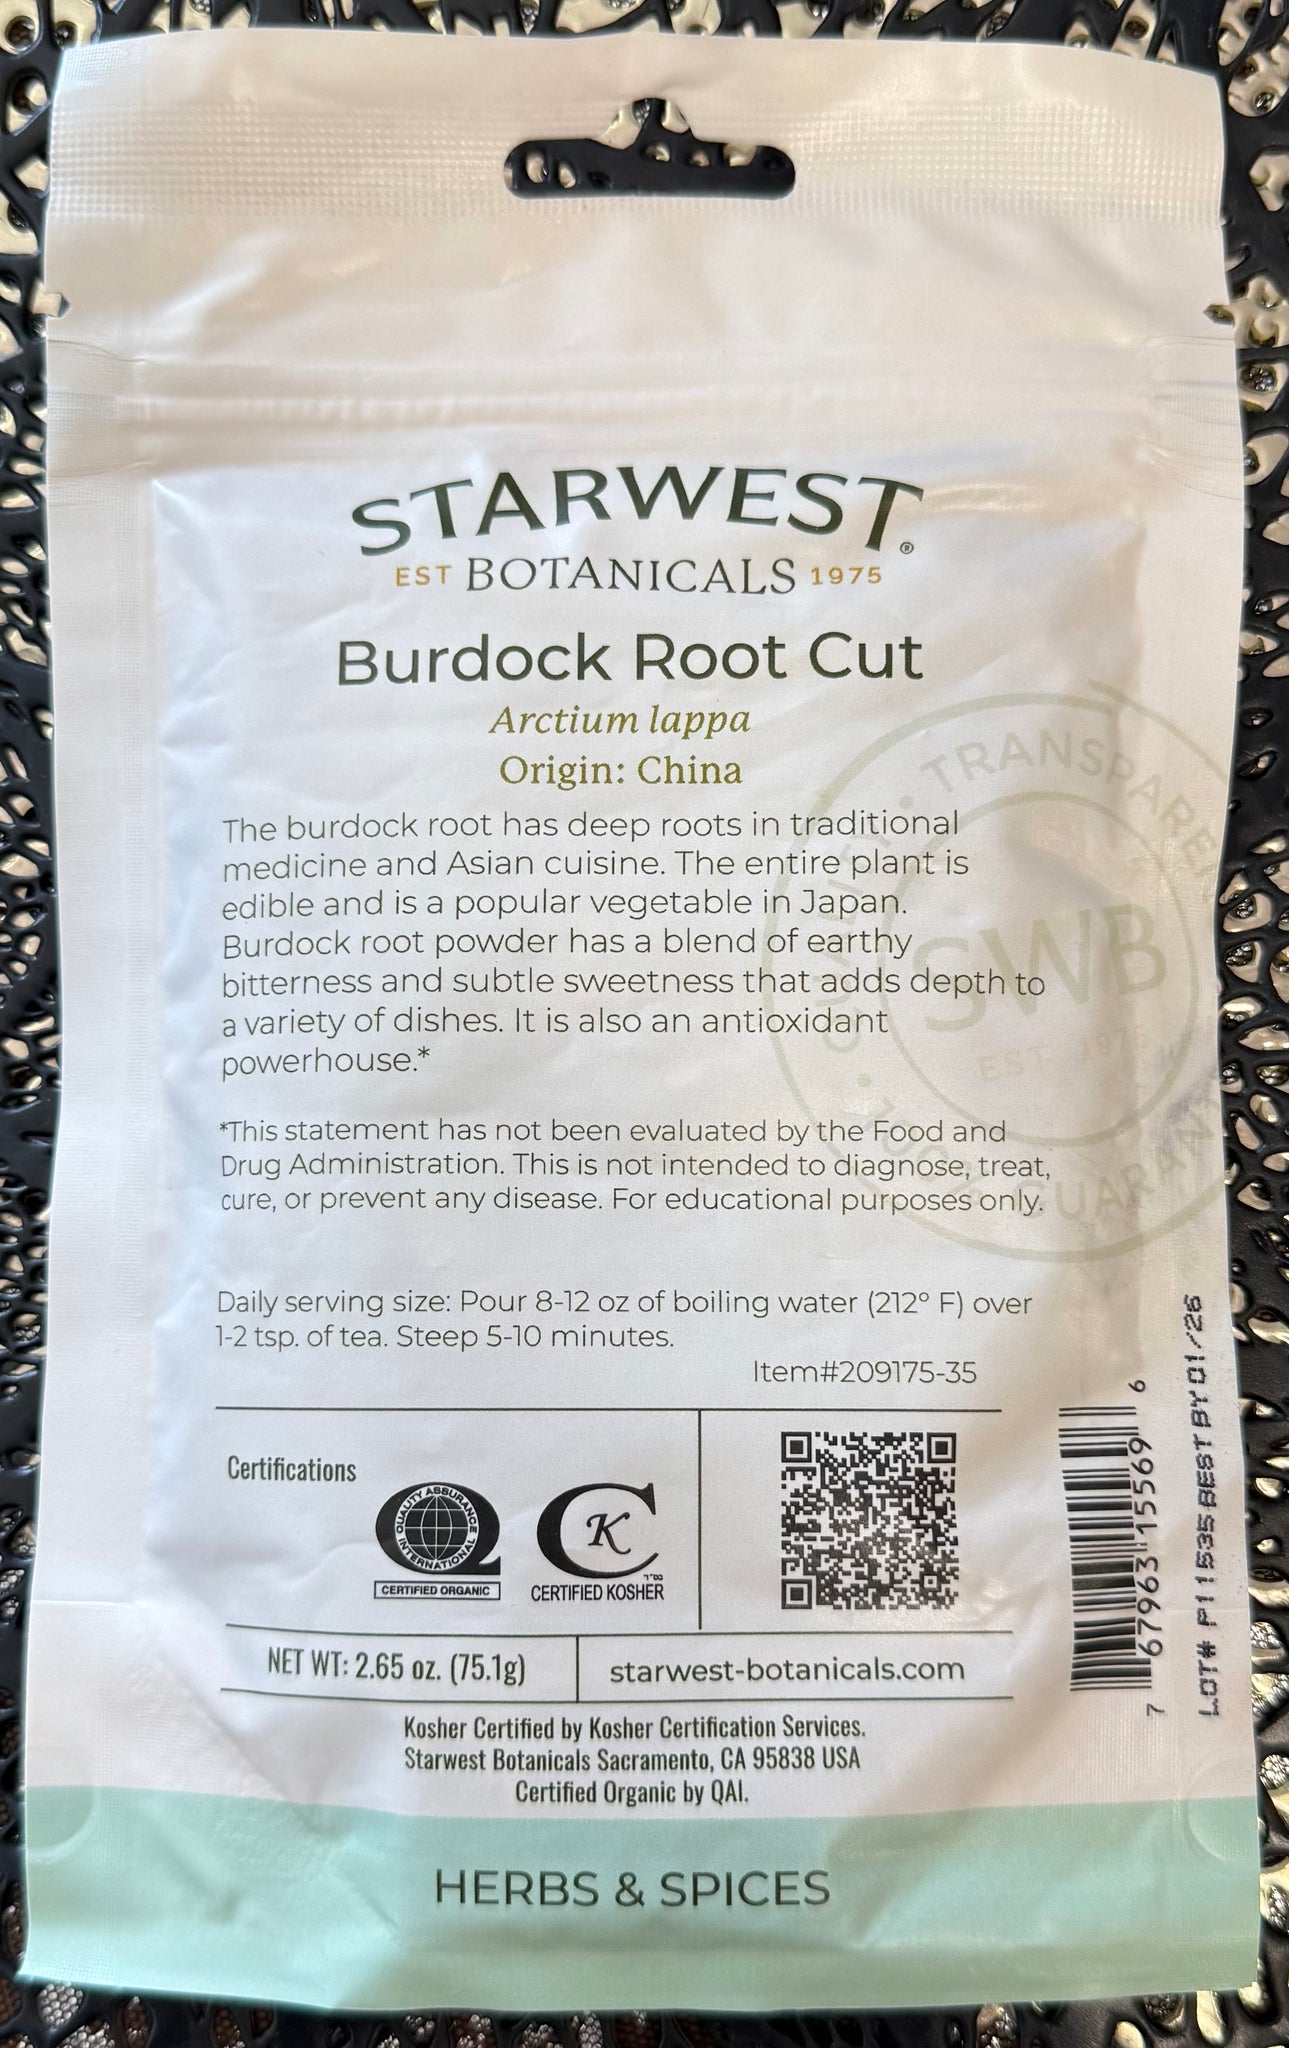 STARWEST®
EST BOTANICALS 1975
Burdock Root Cut
Arctium lappa
Origin: China
The burdock root has deep roots in traditional
medicine and Asian cuisine. The entire plant is
edible and is a popular vegetable in Japan.
Burdock root powder has a blend of earthy
bitterness and subtle sweetness that adds depth to
a variety of dishes. It is also an antioxidant
powerhouse.*
*This statement has not been evaluated by the Food and
Drug Administration. This is not intended to diagnose, treat,
cure, or prevent any disease. For educational purposes only.
SWB
EST.
Daily serving size: Pour 8-12 oz of boiling water (212° F) over
1-2 tsp. of tea. Steep 5-10 minutes.
Item#209175-35
Certifications
QUALITY ASSURANCE
INTERNATIONAL
CERTIFIED ORGANIC
K
CERTIFIED KOSHER
7 67963 15569 6
LOT# P11535 BEST BY 01/26
NET WT: 2.65 oz. (75.1g)
starwest-botanicals.com
Kosher Certified by Kosher Certification Services.
Starwest Botanicals Sacramento, CA 95838 USA
Certified Organic by QAI.
HERBS & SPICES